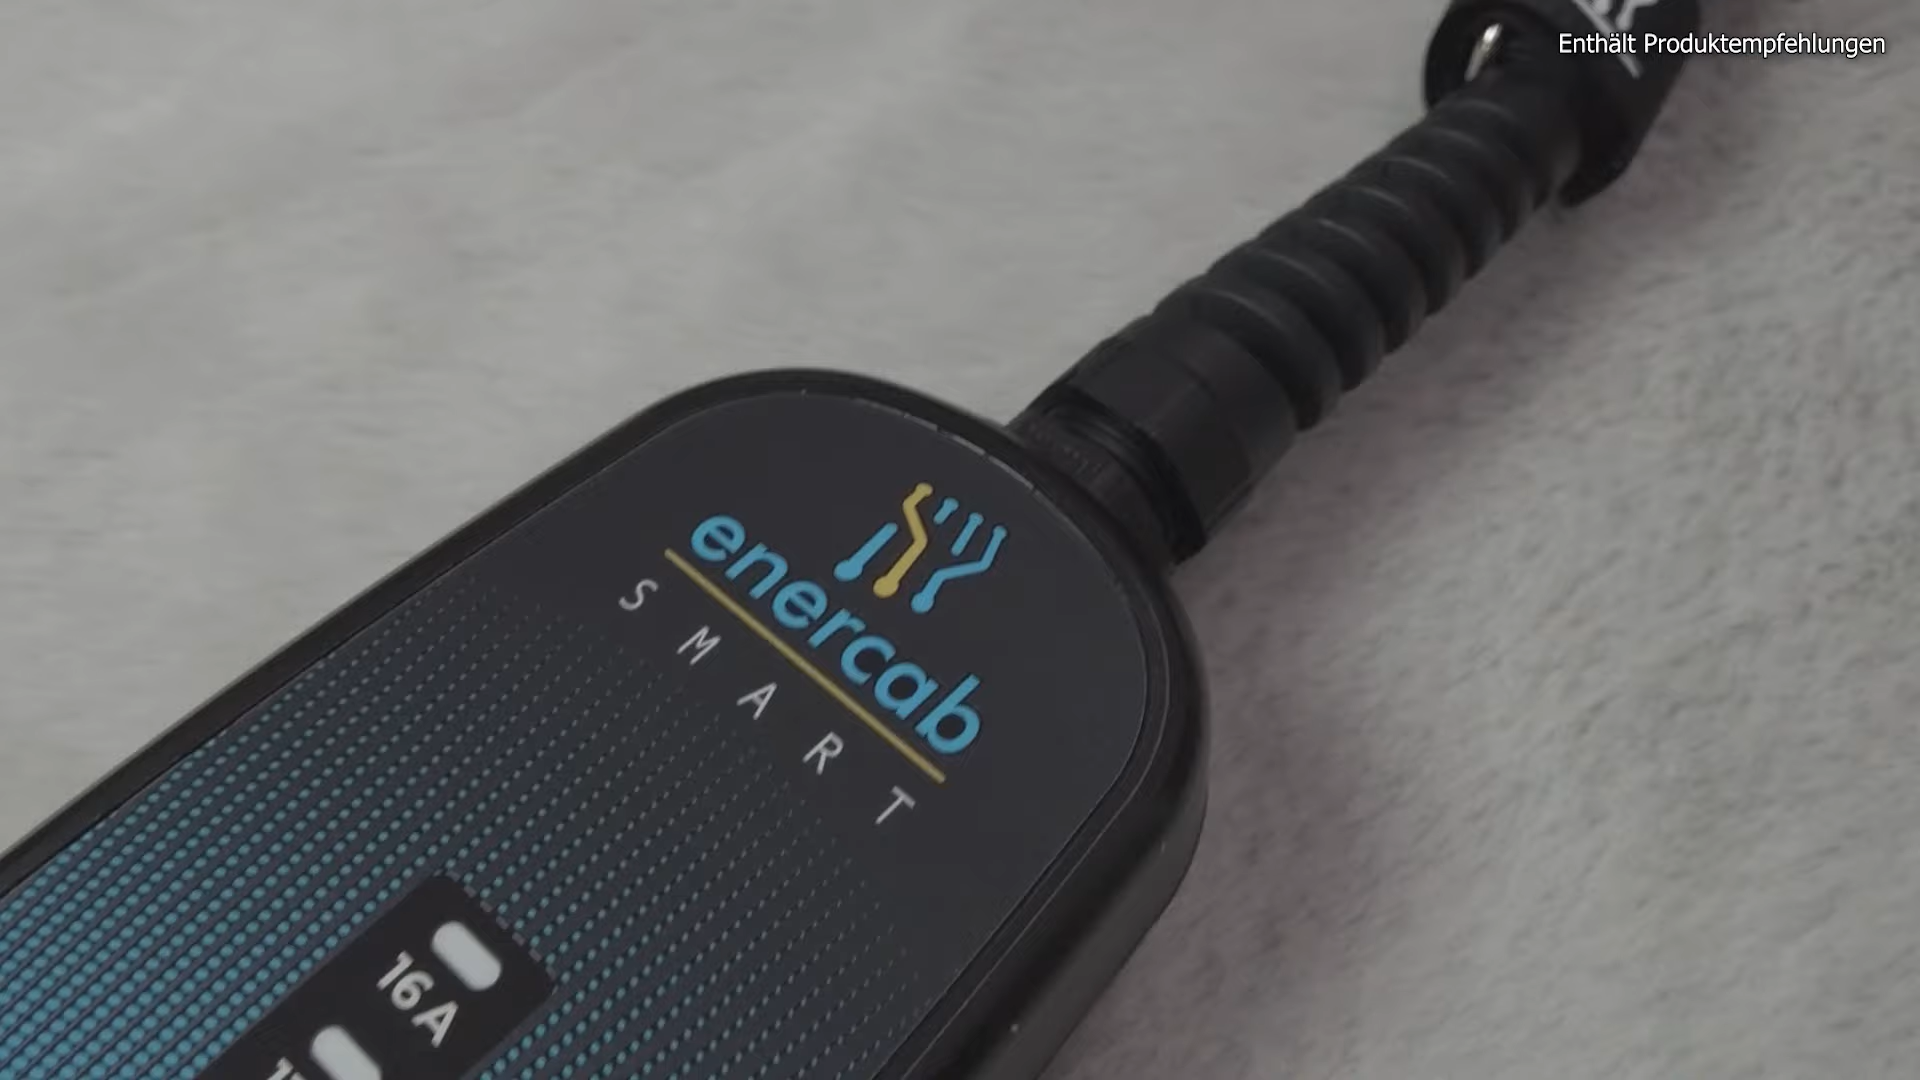 Enthält Produktempfehlungen
enercab
SMART
16A